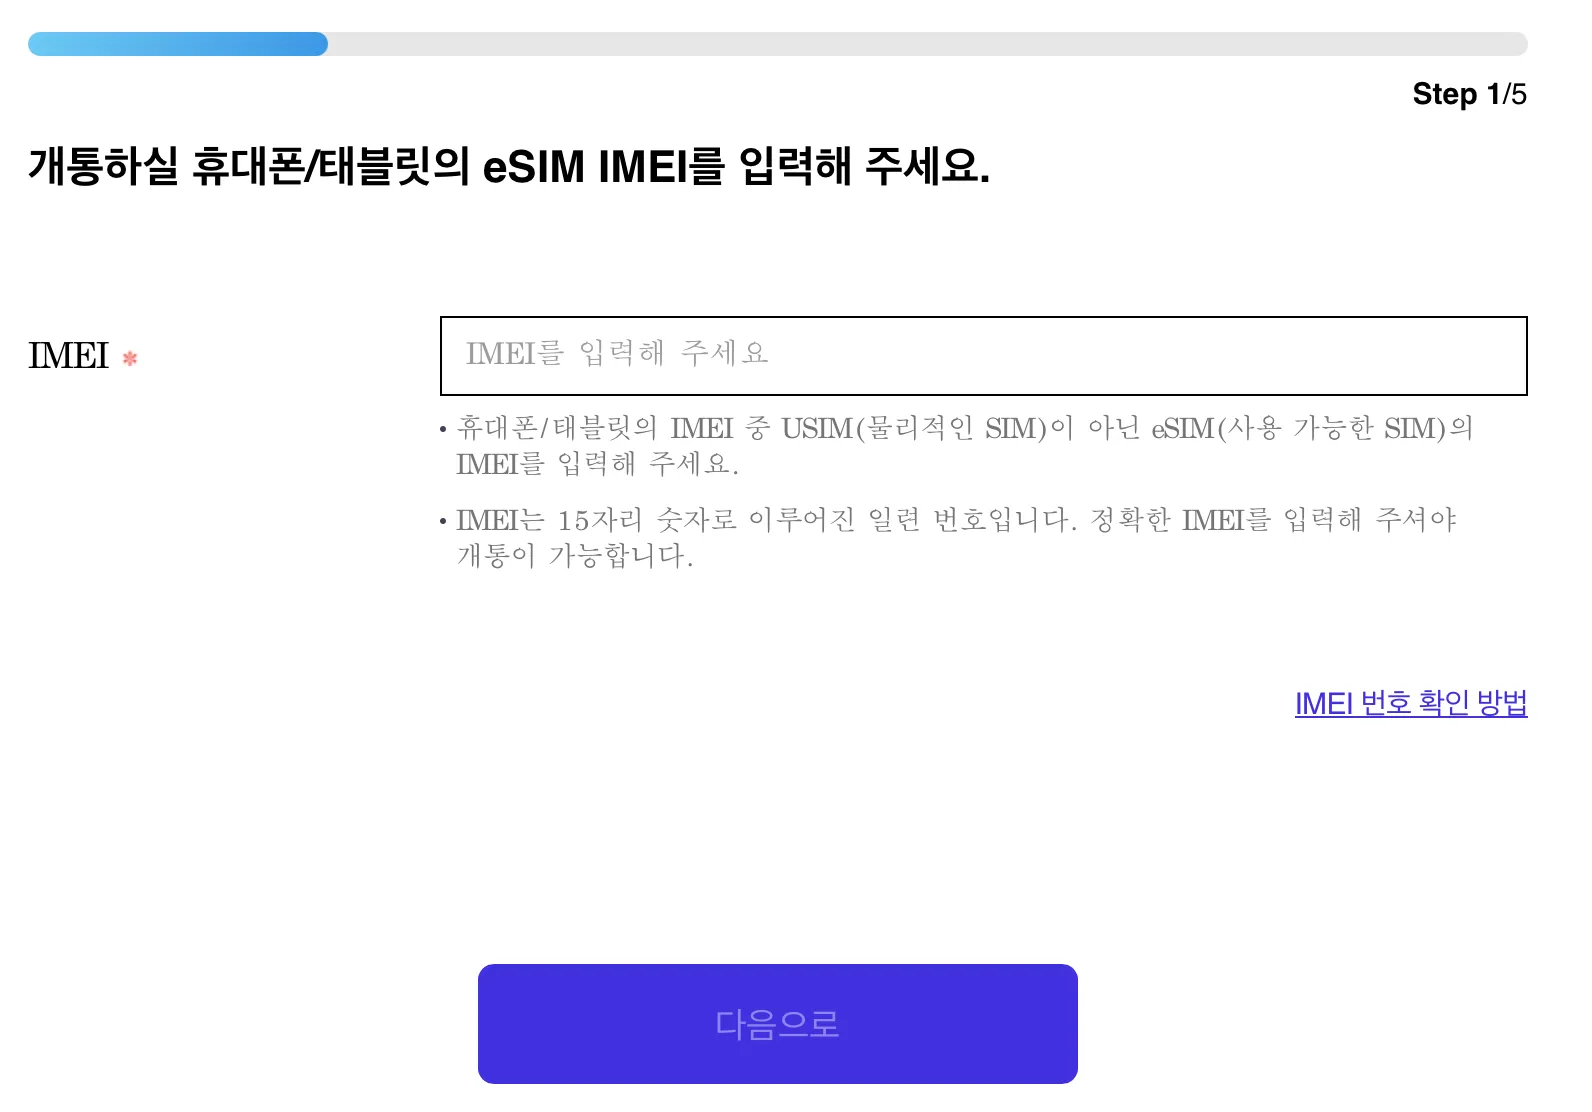 Step 1/5
개통하실 휴대폰/태블릿의 eSIM IMEI를 입력해 주세요.
IMEI *
IMEI를 입력해 주세요
• 휴대폰/태블릿의 IMEI 중 USIM(물리적인 SIM)이 아닌 eSIM(사용 가능한 SIM)의
IMEI를 입력해 주세요.
• IMEI는 15자리 숫자로 이루어진 일련 번호입니다. 정확한 IMEI를 입력해 주셔야
개통이 가능합니다.
IMEI 번호 확인 방법
다음으로